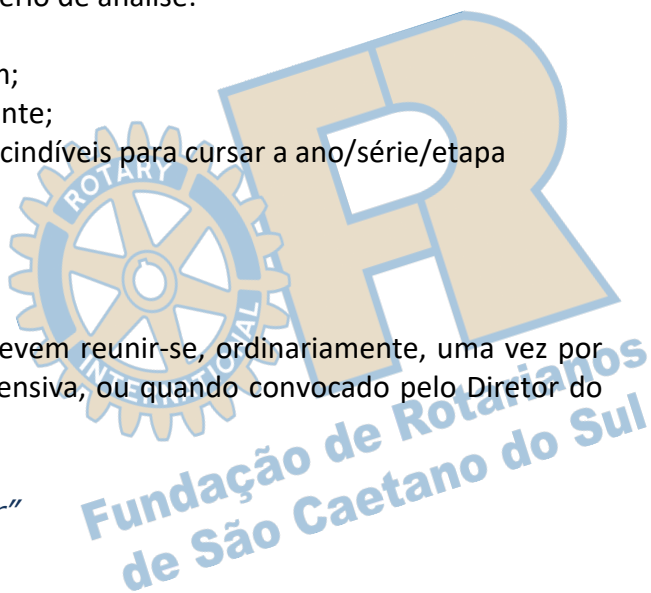 ério de análise:
n;
nte;
cindíveis para cursar a ano/série/etapa
ROTARY
INTERNATIONAL
evem reunir-se, ordinariamente, uma vez por
ensiva, ou quando convocado pelo Diretor do
r"
Fundação de Rotarianos
de São Caetano do Sul